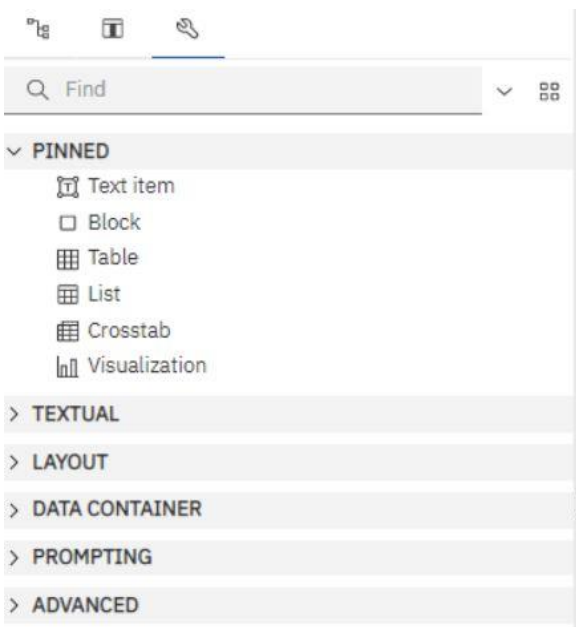 Find
PINNED
Text item
Block
Table
List
Crosstab
Visualization
TEXTUAL
LAYOUT
DATA CONTAINER
PROMPTING
ADVANCED